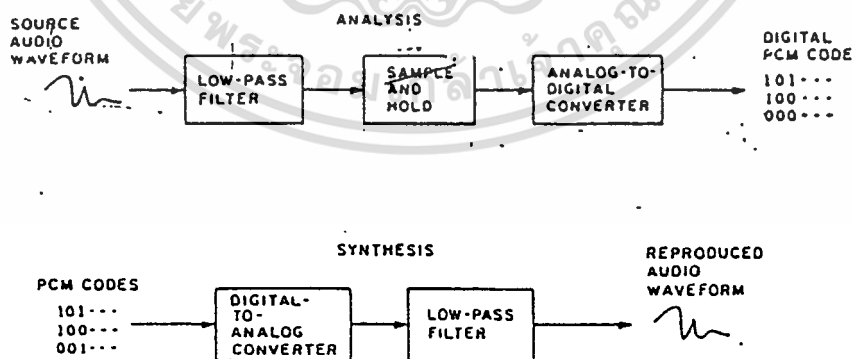 ANALYSIS
SOURCE
AUDIO
WAVEFORM
LOW-PASS
FILTER
SAMPLE
AND
HOLD
ANALOG-TO-
DIGITAL
CONVERTER
DIGITAL
PCM CODE
101---
100---
000---
SYNTHESIS
PCM CODES
101---
100---
001---
DIGITAL-
TO-
ANALOG
CONVERTER
LOW-PASS
FILTER
REPRODUCED
AUDIO
WAVEFORM